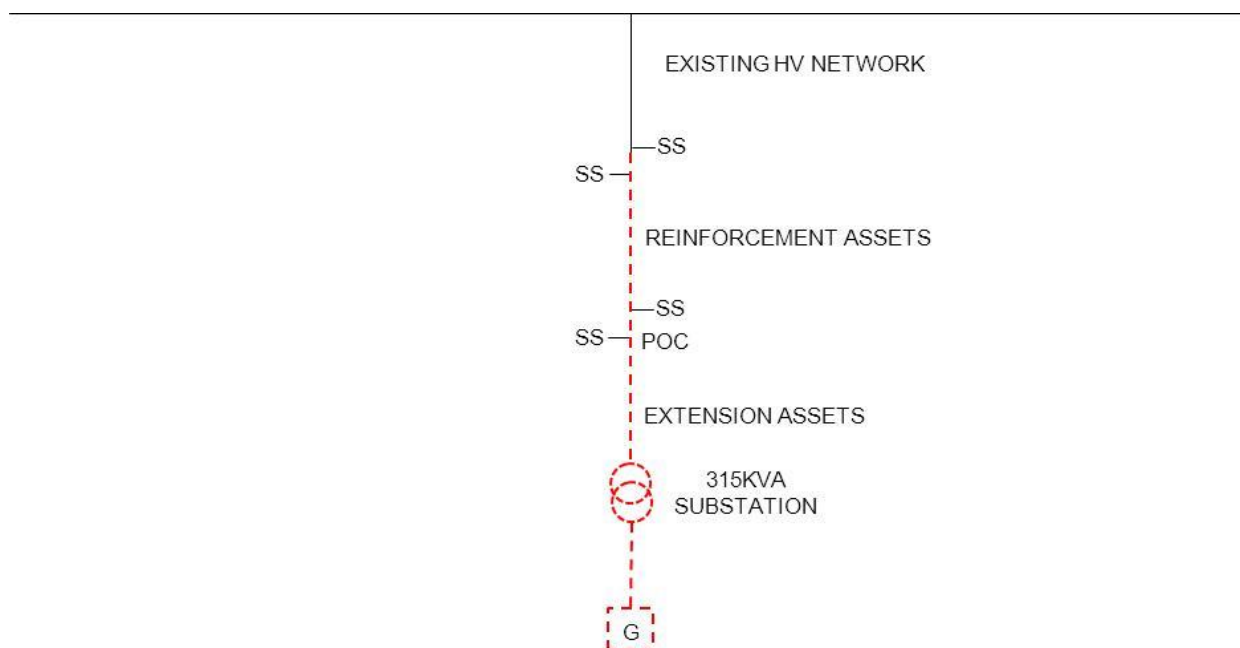 EXISTING HV NETWORK
SS
SS
REINFORCEMENT ASSETS
SS
SS
POC
EXTENSION ASSETS
315KVA
SUBSTATION
G